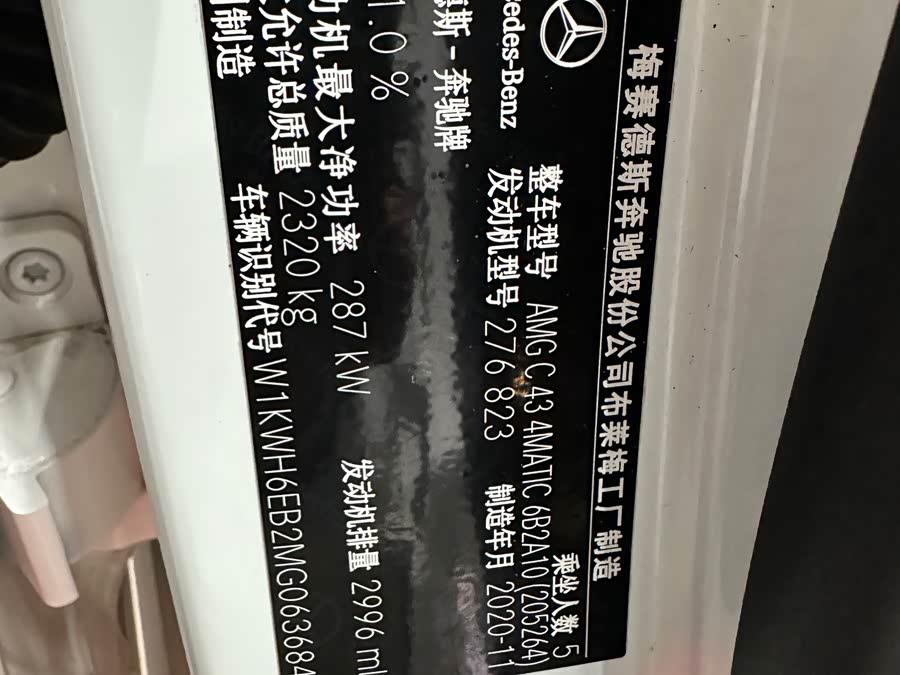 梅赛德斯奔驰股份公司布莱梅工厂制造
Mercedes-Benz
乘坐人数 5
整车型号 AMG C 43 4MATIC 6B2A10(205264)
发动机型号 276 823 制造年月 2020-11
德斯-奔驰牌
1.0 %
发动机排量 2996 ml
动机最大净功率 287 kW
允许总质量 2320 kg
车辆识别代号 W1KWH6EB2MG063684
制造